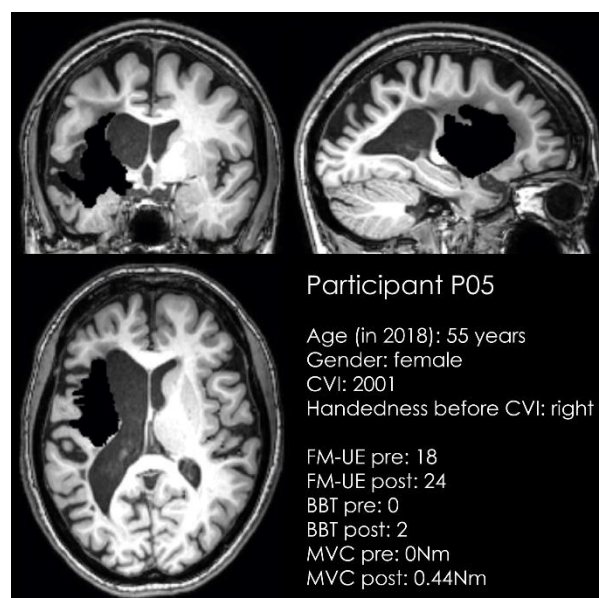 Participant P05
Age (in 2018): 55 years
Gender: female
CVI: 2001
Handedness before CVI: right
FM-UE pre: 18
FM-UE post: 24
BBT pre: 0
BBT post: 2
MVC pre: 0Nm
MVC post: 0.44Nm